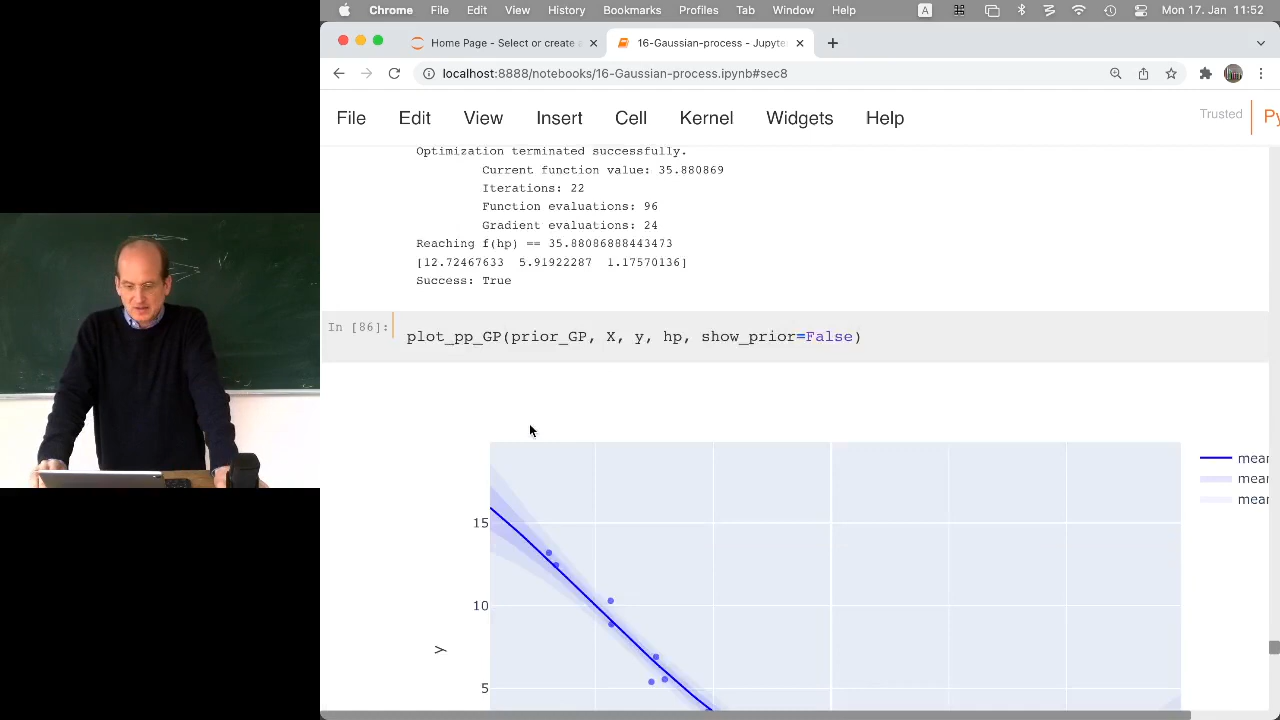 Chrome File Edit View History Bookmarks Profiles Tab Window Help A Mon 17. Jan 11:52
Home Page - Select or create
16-Gaussian-process - Jupyte
localhost:8888/notebooks/16-Gaussian-process.ipynb#sec8
File Edit View Insert Cell Kernel Widgets Help Trusted Py
Optimization terminated successfully.
Current function value: 35.880869
Iterations: 22
Function evaluations: 96
Gradient evaluations: 24
Reaching f(hp) == 35.88086888443473
[12.72467633 5.91922287 1.17570136]
Success: True
In [86]: plot_pp_GP(prior_GP, X, y, hp, show_prior=False)
mear
mear
mear
15
10
y
5